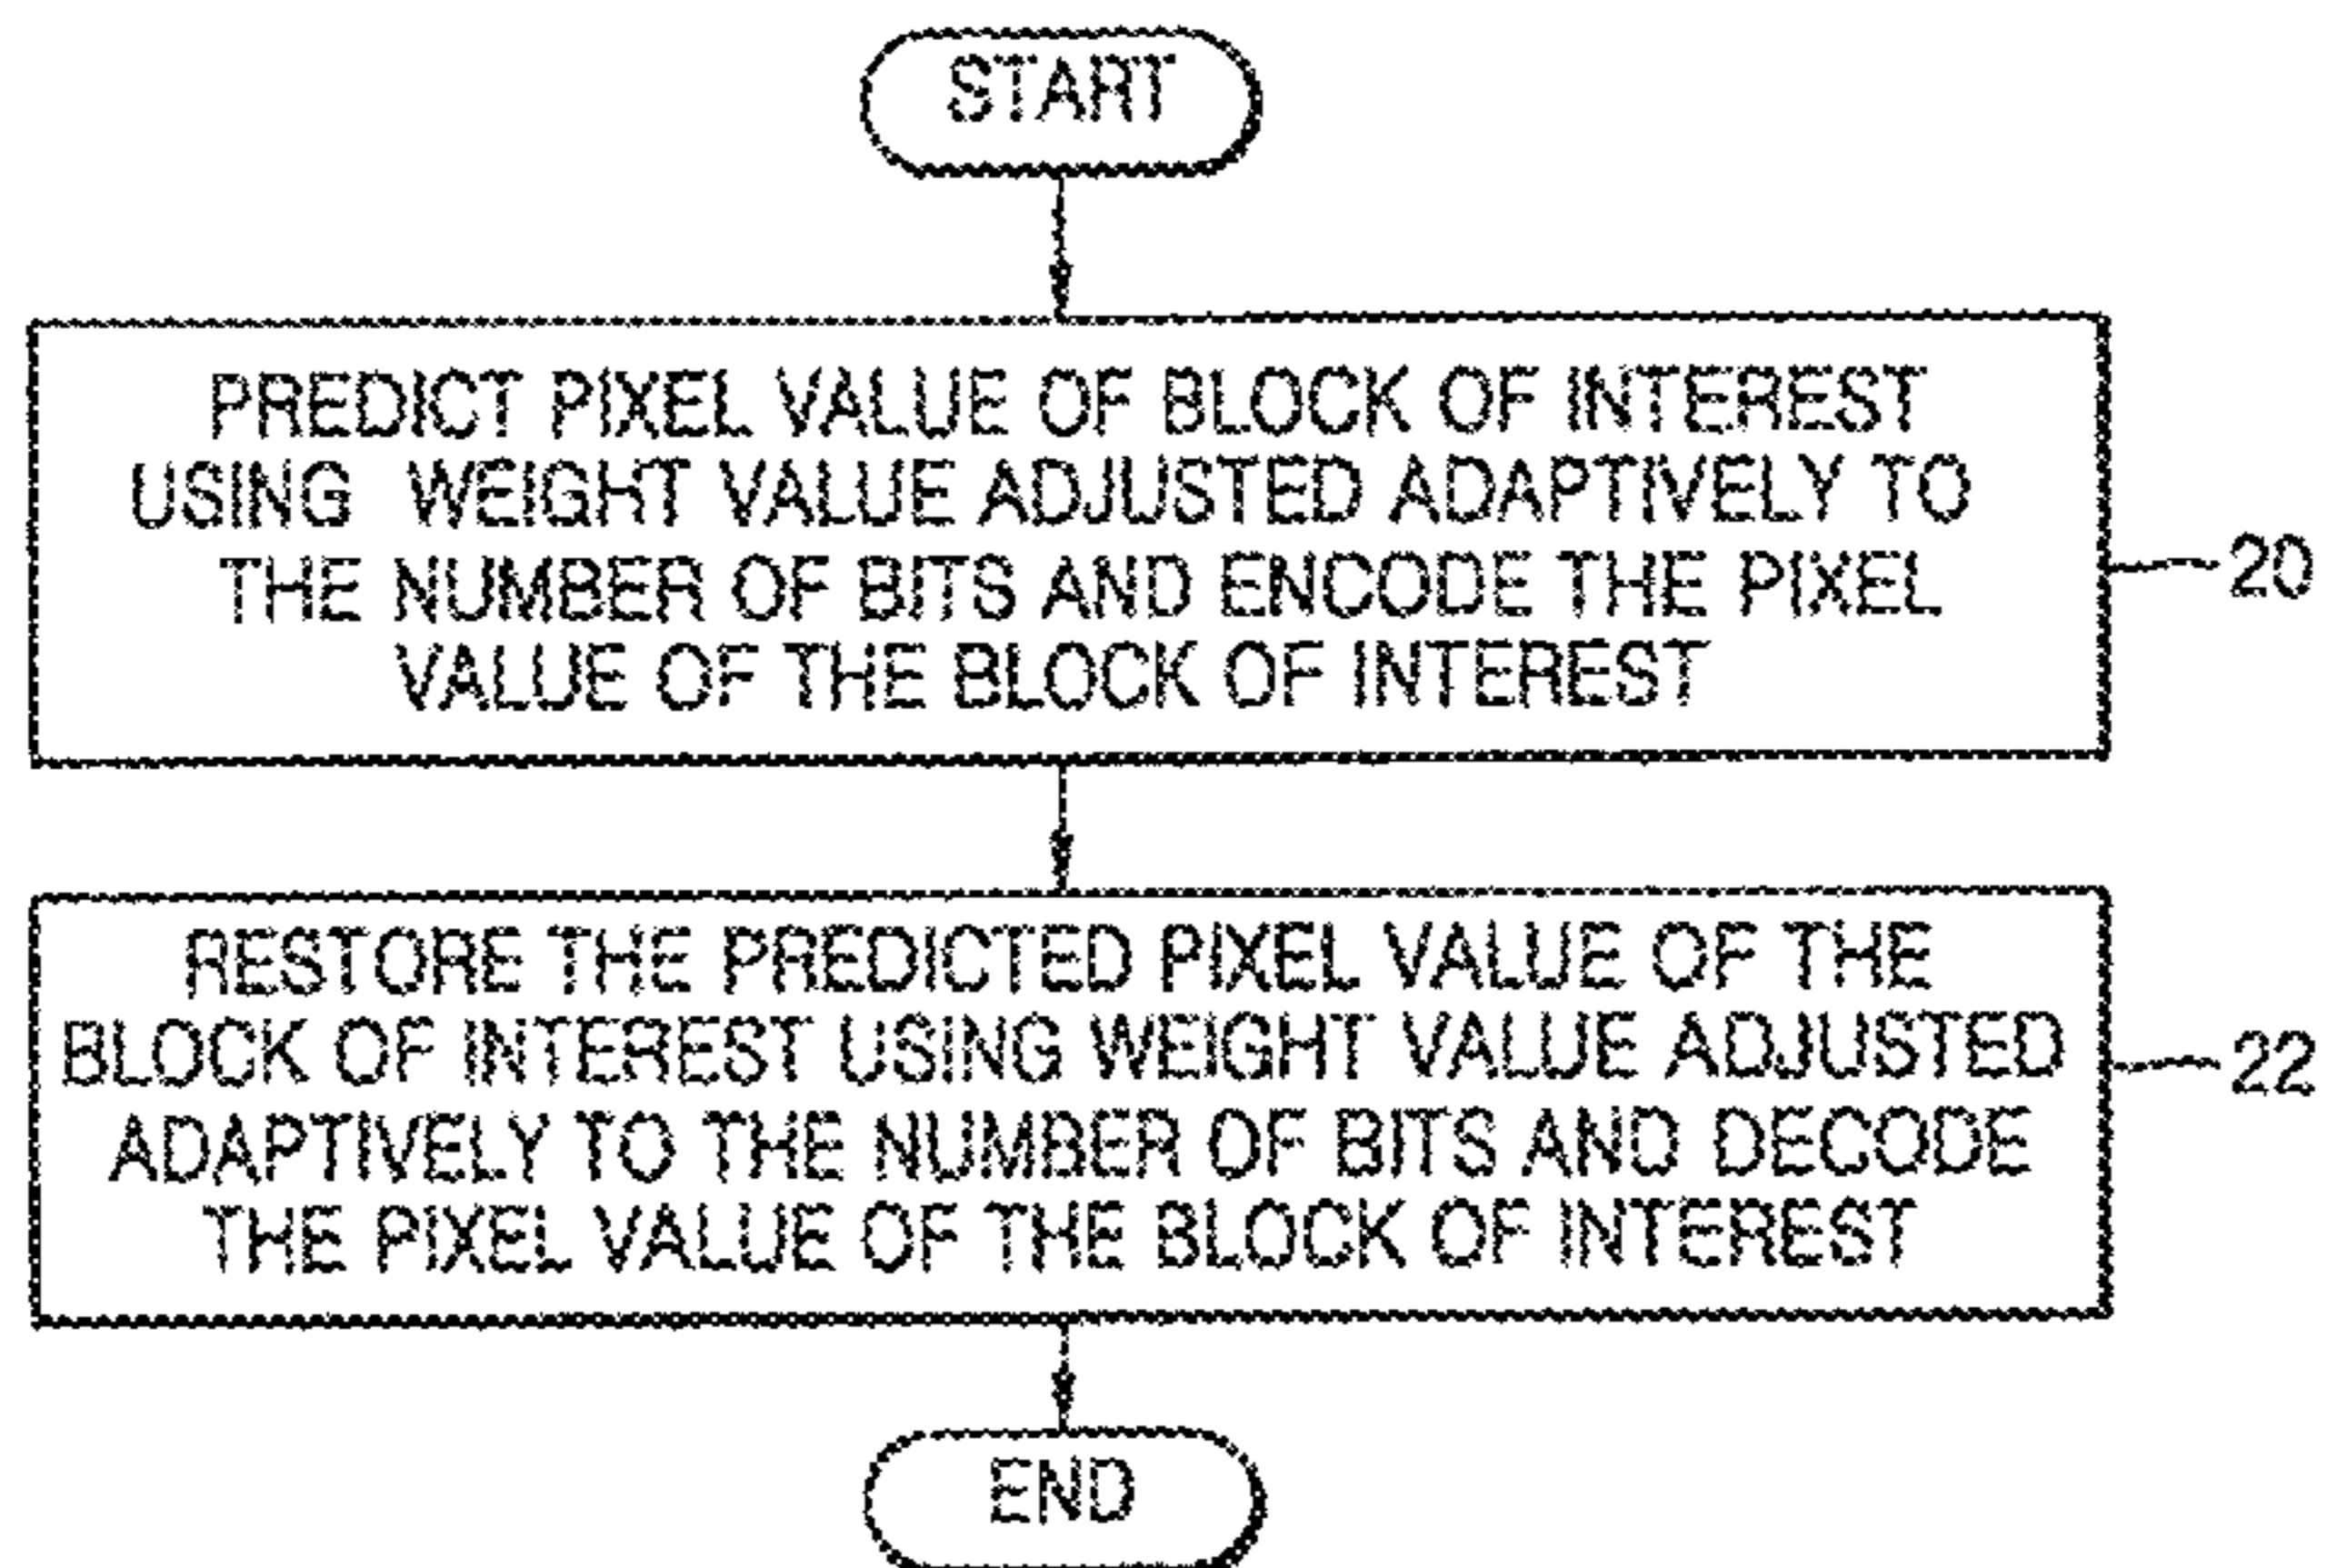 START
PREDICT PIXEL VALUE OF BLOCK OF INTEREST
USING WEIGHT VALUE ADJUSTED ADAPTIVELY TO
THE NUMBER OF BITS AND ENCODE THE PIXEL
VALUE OF THE BLOCK OF INTEREST
20
RESTORE THE PREDICTED PIXEL VALUE OF THE
BLOCK OF INTEREST USING WEIGHT VALUE ADJUSTED
ADAPTIVELY TO THE NUMBER OF BITS AND DECODE
THE PIXEL VALUE OF THE BLOCK OF INTEREST
22
END